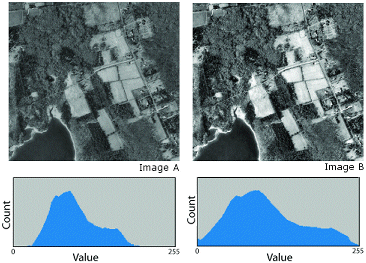 Image A
Image B
Count
0
Value
255
Count
0
Value
255